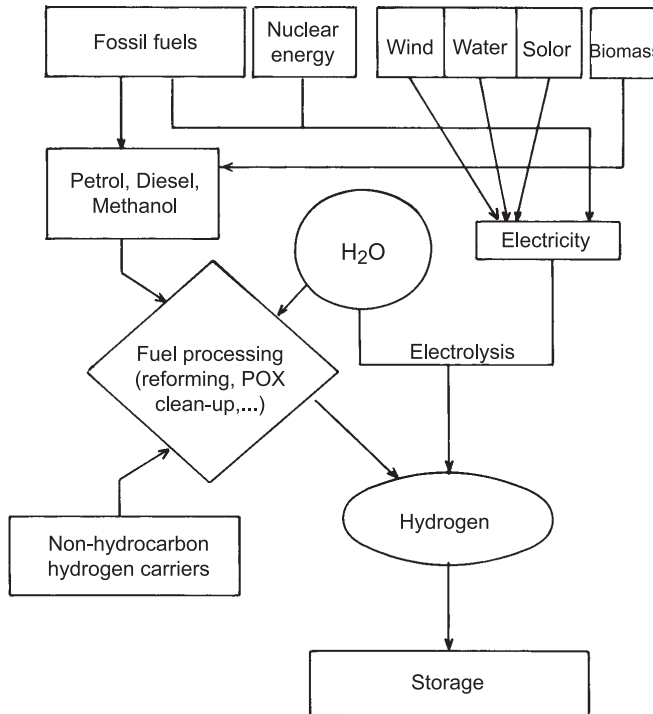 Fossil fuels
Nuclear
energy
Wind
Water
Solor
Biomass
Petrol, Diesel,
Methanol
H₂O
Electricity
Electrolysis
Fuel processing
(reforming, POX
clean-up,...)
Hydrogen
Non-hydrocarbon
hydrogen carriers
Storage